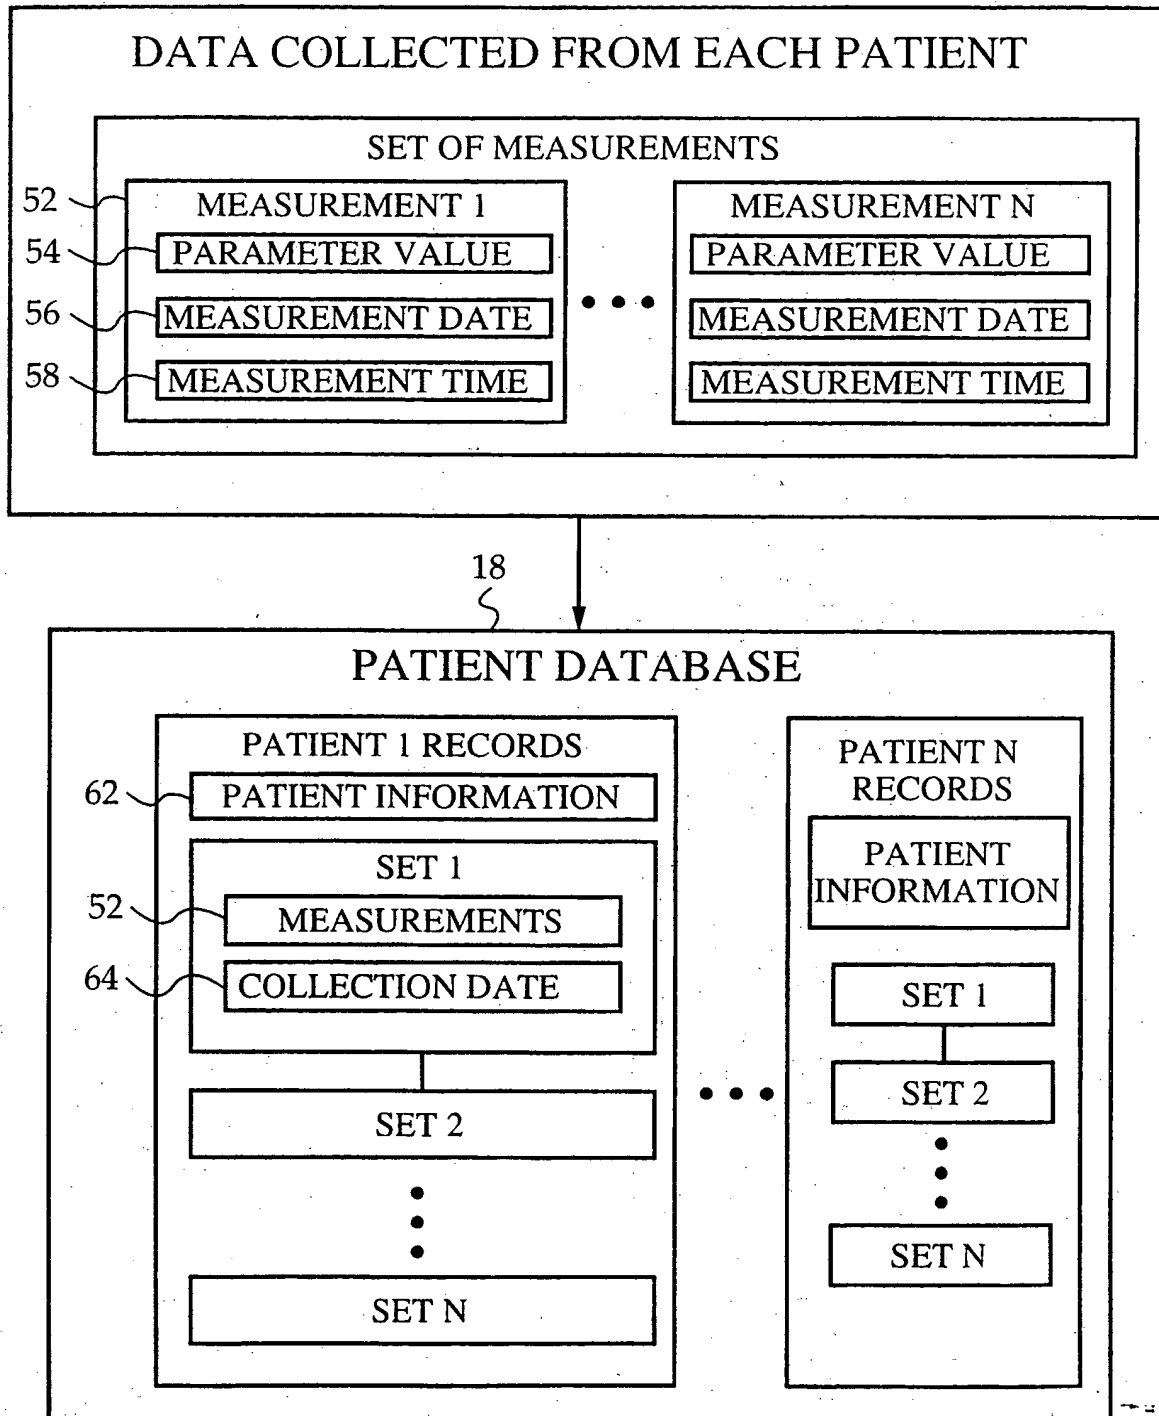 DATA COLLECTED FROM EACH PATIENT
SET OF MEASUREMENTS
52
MEASUREMENT 1
54
PARAMETER VALUE
56
MEASUREMENT DATE
58
MEASUREMENT TIME
MEASUREMENT N
PARAMETER VALUE
MEASUREMENT DATE
MEASUREMENT TIME
18
PATIENT DATABASE
PATIENT 1 RECORDS
62
PATIENT INFORMATION
SET 1
52
MEASUREMENTS
64
COLLECTION DATE
SET 2
SET N
PATIENT N
RECORDS
PATIENT
INFORMATION
SET 1
SET 2
SET N